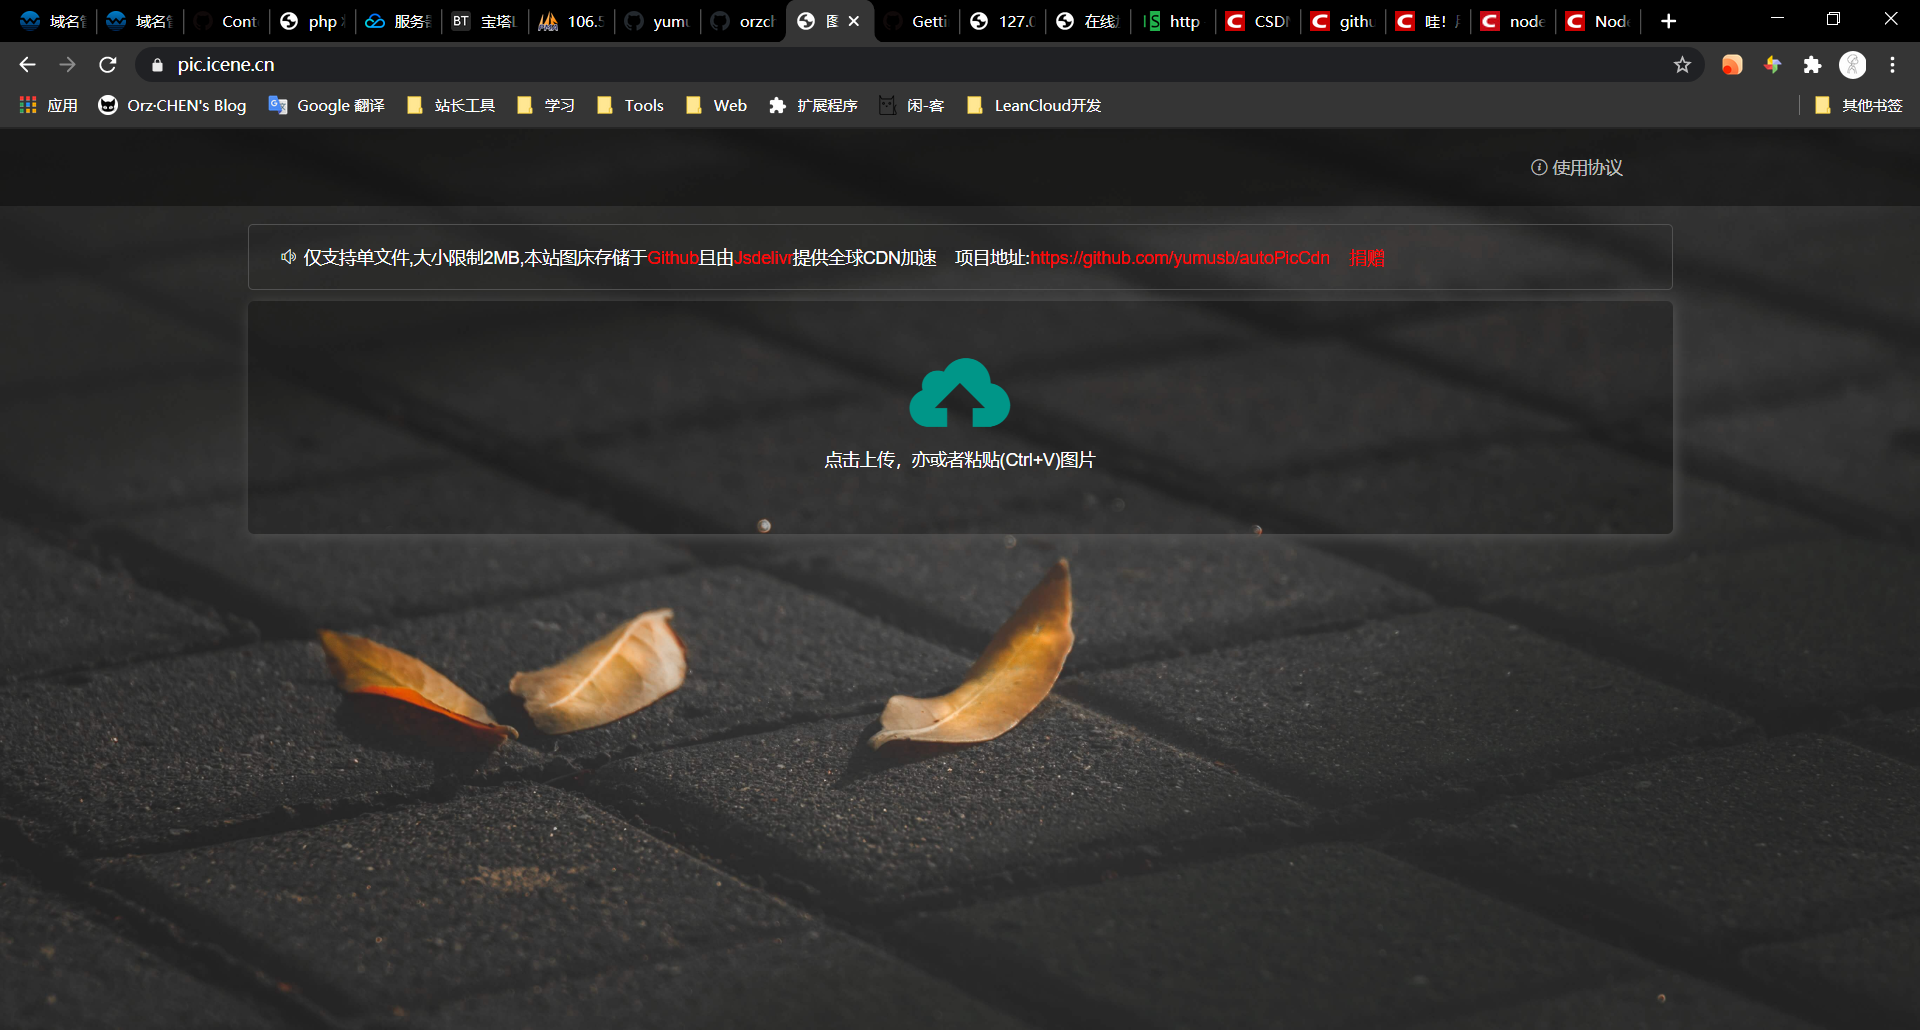 域名 域名 Cont php 服务 BT 宝塔 106.5 yumu orzch 图 Getti 127.0 在线 http CSD githu 哇! node Node
pic.icene.cn
应用 Orz·CHEN's Blog Google 翻译 站长工具 学习 Tools Web 扩展程序 闲-客 LeanCloud开发 其他书签
使用协议
仅支持单文件,大小限制2MB,本站图床存储于Github且由Jsdelivr提供全球CDN加速 项目地址:https://github.com/yumusb/autoPicCdn 捐赠
点击上传，亦或者粘贴(Ctrl+V)图片